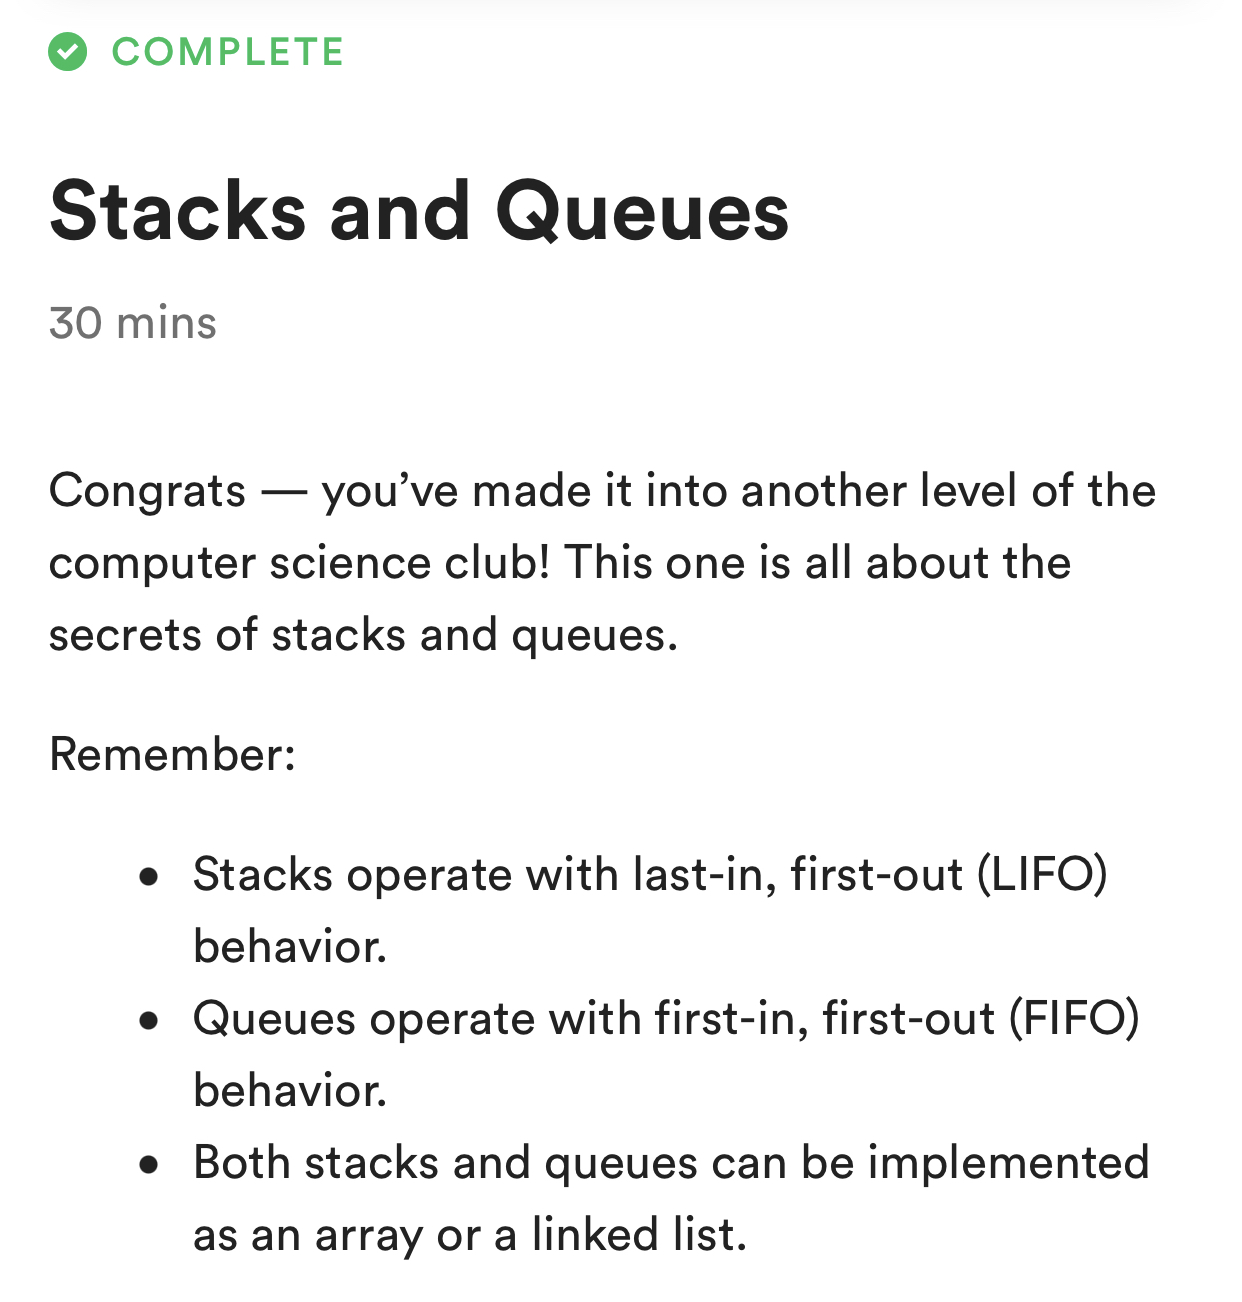 COMPLETE
Stacks and Queues
30 mins
Congrats — you’ve made it into another level of the
computer science club! This one is all about the
secrets of stacks and queues.
Remember:
• Stacks operate with last-in, first-out (LIFO)
behavior.
• Queues operate with first-in, first-out (FIFO)
behavior.
• Both stacks and queues can be implemented
as an array or a linked list.